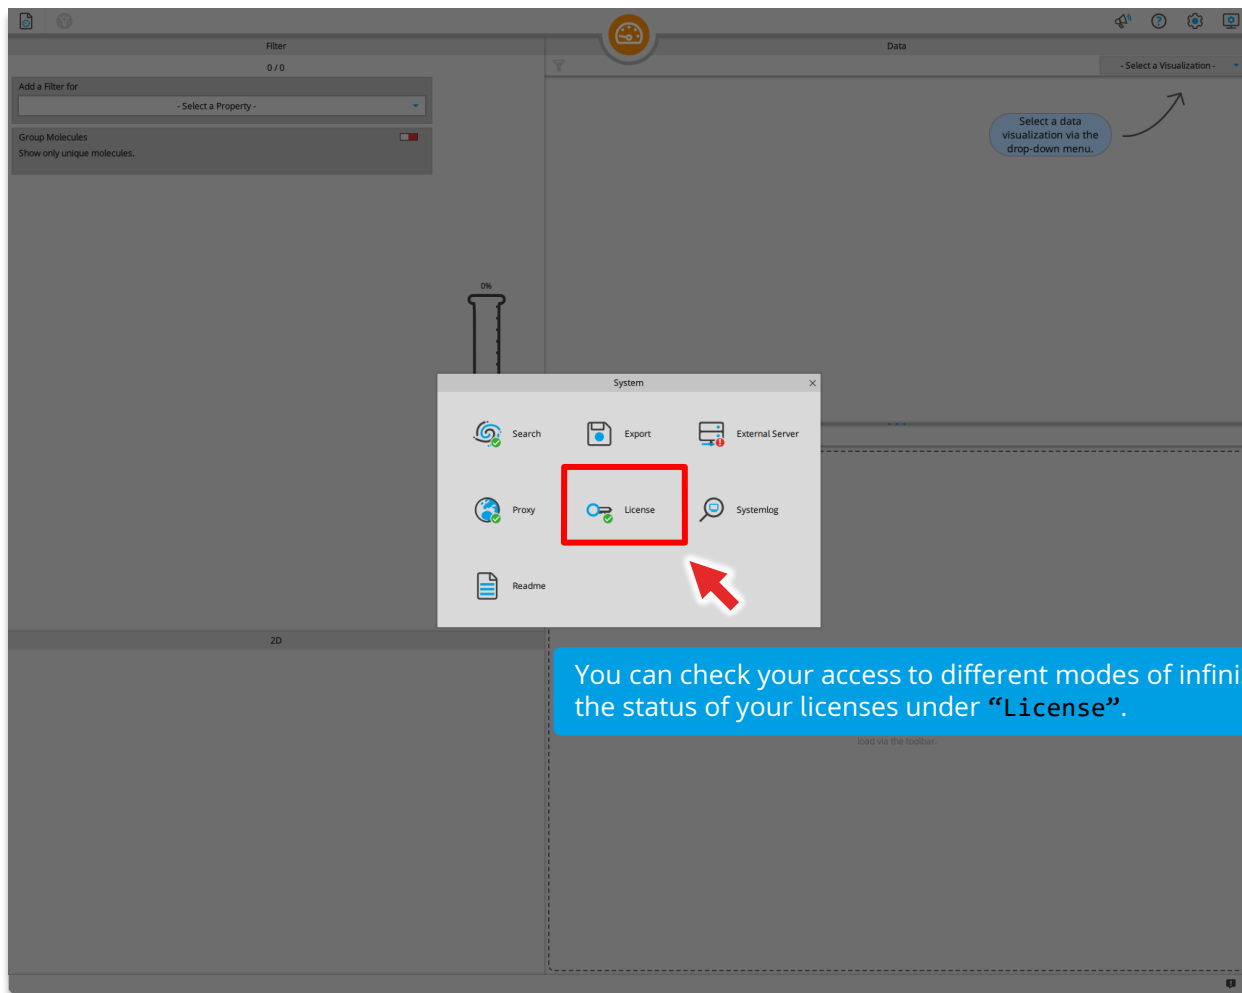 Filter
Data
0 / 0
- Select a Visualization -
Add a Filter for
- Select a Property -
Group Molecules
Show only unique molecules.
Select a data
visualization via the
drop-down menu.
0%
System
Search
Export
External Server
Proxy
License
Systemlog
Readme
2D
You can check your access to different modes of
the status of your licenses under “License”.
load via the toolbar.